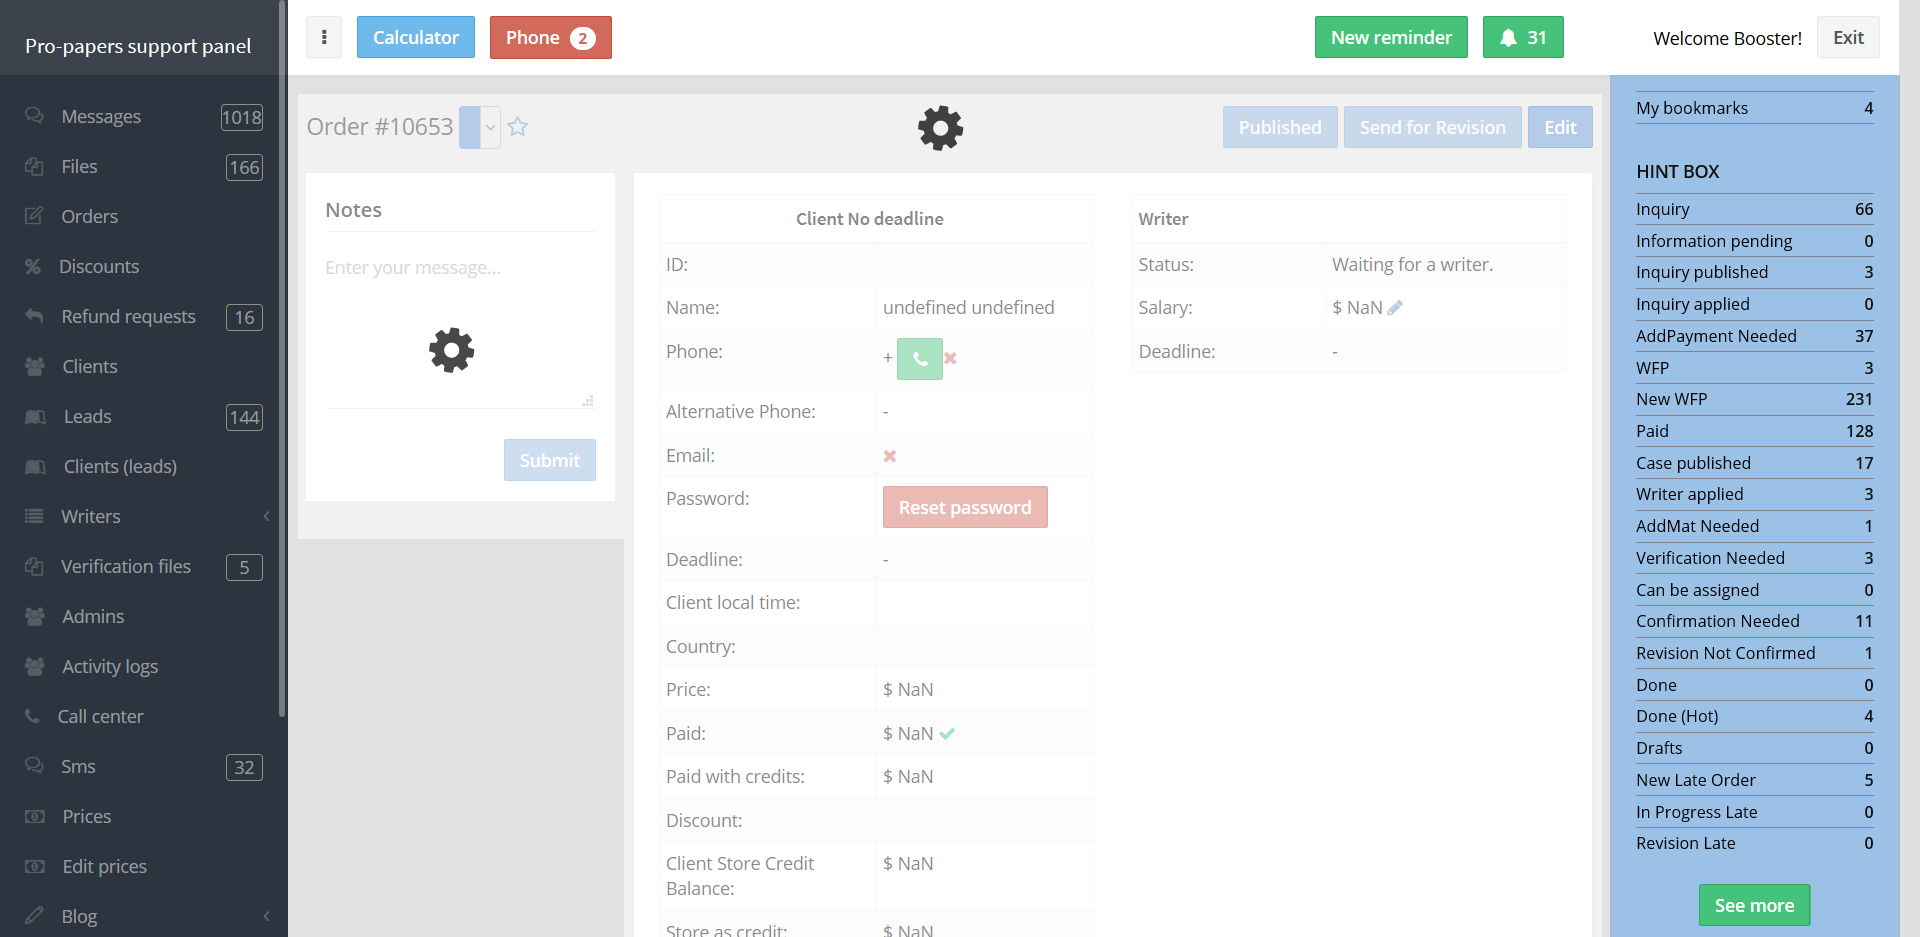 Pro-papers support panel
Calculator
Phone 2
New reminder
31
Welcome Booster!
Exit
Messages 1018
Files 166
Orders
Discounts
Refund requests 16
Clients
Leads 144
Clients (leads)
Writers
Verification files 5
Admins
Activity logs
Call center
Sms 32
Prices
Edit prices
Blog
Order #10653
Published
Send for Revision
Edit
Notes
Enter your message...
Submit
Client No deadline
ID:
Name: undefined undefined
Phone: +
Alternative Phone: -
Email:
Password: Reset password
Deadline: -
Client local time:
Country:
Price: $ NaN
Paid: $ NaN
Paid with credits: $ NaN
Discount:
Client Store Credit $ NaN
Balance:
Store as credit: $ NaN
Writer
Status: Waiting for a writer.
Salary: $ NaN
Deadline: -
My bookmarks 4
HINT BOX
Inquiry 66
Information pending 0
Inquiry published 3
Inquiry applied 0
AddPayment Needed 37
WFP 3
New WFP 231
Paid 128
Case published 17
Writer applied 3
AddMat Needed 1
Verification Needed 3
Can be assigned 0
Confirmation Needed 11
Revision Not Confirmed 1
Done 0
Done (Hot) 4
Drafts 0
New Late Order 5
In Progress Late 0
Revision Late 0
See more